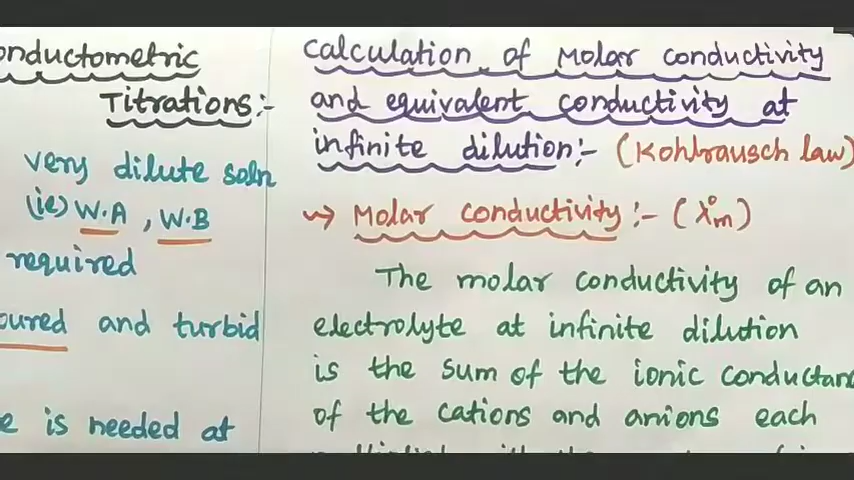 onductometric
Titrations:-
very dilute soln
(ie) W.A , W.B
required
oured and turbid
e is needed at
calculation of Molar conductivity
and equivalent conductivity at
infinite dilution:- (Kohlrausch law)
→ Molar conductivity:- (λ°m)
The molar conductivity of an
electrolyte at infinite dilution
is the sum of the ionic conductan
of the cations and anions each